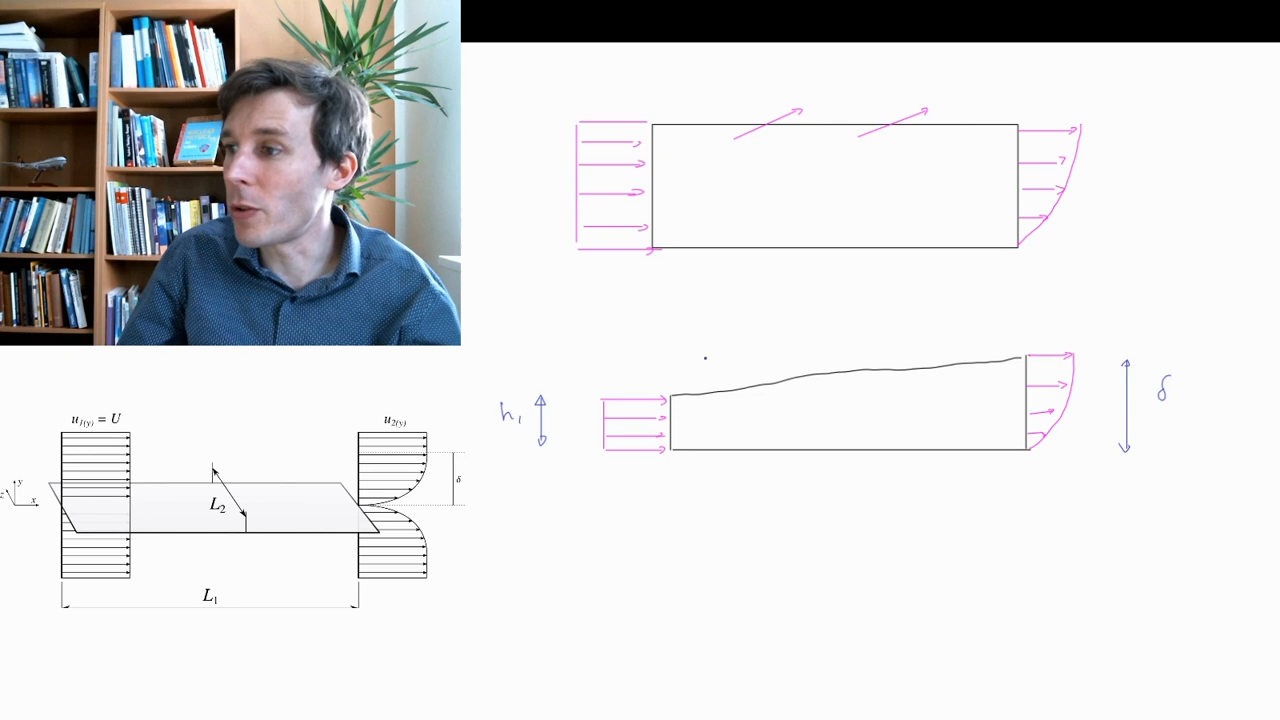 h₁
δ
u₁₍y₎ = U
u₂₍y₎
y
z
x
L₂
δ
L₁